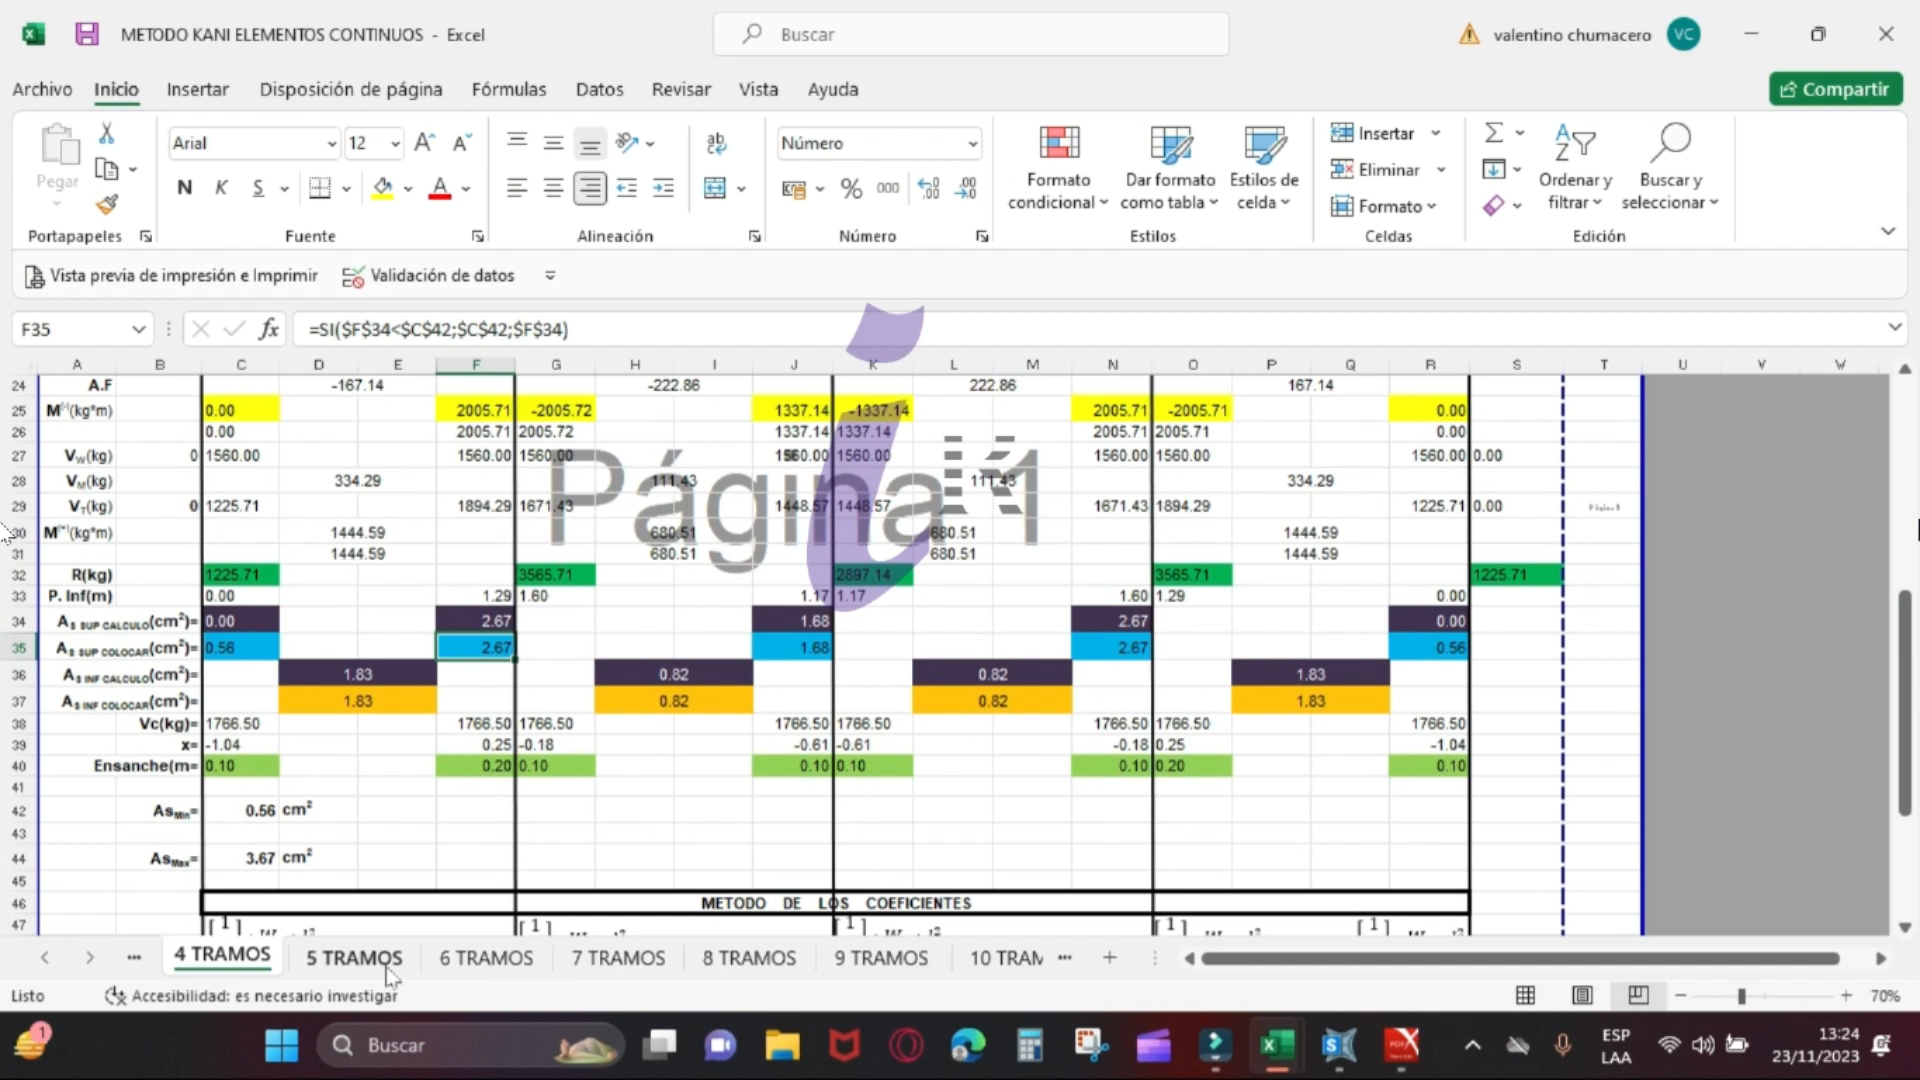 METODO KANI ELEMENTOS CONTINUOS - Excel
Buscar
valentino chumacero VC
Archivo Inicio Insertar Disposición de página Fórmulas Datos Revisar Vista Ayuda
Compartir
Pegar
Portapapeles
Arial 12
N K S
Fuente
Alineación
Número
% 000
Número
Formato condicional
Dar formato como tabla
Estilos de celda
Estilos
Insertar
Eliminar
Formato
Celdas
Ordenar y filtrar
Buscar y seleccionar
Edición
Vista previa de impresión e Imprimir Validación de datos
F35 fx =SI($F$34<$C$42;$C$42;$F$34)
A B C D E F G H I J K L M N O P Q R S T U V W
24 A.F -167.14 -222.86 222.86 167.14
25 M(-)(kg*m) 0.00 2005.71 -2005.72 1337.14 -1337.14 2005.71 -2005.71 0.00
26 0.00 2005.71 2005.72 1337.14 1337.14 2005.71 2005.71 0.00
27 VW(kg) 0 1560.00 1560.00 1560.00 1560.00 1560.00 1560.00 1560.00 1560.00 0.00
28 VM(kg) 334.29 111.43 111.43 334.29
29 VT(kg) 0 1225.71 1894.29 1671.43 1448.57 1448.57 1671.43 1894.29 1225.71 0.00
30 M(+)(kg*m) 1444.59 680.51 680.51 1444.59
31 1444.59 680.51 680.51 1444.59
32 R(kg) 1225.71 3565.71 2897.14 3565.71 1225.71
33 P. Inf(m) 0.00 1.29 1.60 1.17 1.17 1.60 1.29 0.00
34 AS SUP CALCULO(cm²)= 0.00 2.67 1.68 2.67 0.00
35 AS SUP COLOCAR(cm²)= 0.56 2.67 1.68 2.67 0.56
36 AS INF CALCULO(cm²)= 1.83 0.82 0.82 1.83
37 AS INF COLOCAR(cm²)= 1.83 0.82 0.82 1.83
38 Vc(kg)= 1766.50 1766.50 1766.50 1766.50 1766.50 1766.50 1766.50 1766.50
39 x= -1.04 0.25 -0.18 -0.61 -0.61 -0.18 0.25 -1.04
40 Ensanche(m= 0.10 0.20 0.10 0.10 0.10 0.10 0.20 0.10
41
42 AsMin= 0.56 cm²
43
44 AsMax= 3.67 cm²
45
46 METODO DE LOS COEFICIENTES
47
Página 1
4 TRAMOS 5 TRAMOS 6 TRAMOS 7 TRAMOS 8 TRAMOS 9 TRAMOS 10 TRAM
Listo Accesibilidad: es necesario investigar 70%
1
Buscar
ESP
LAA
13:24
23/11/2023